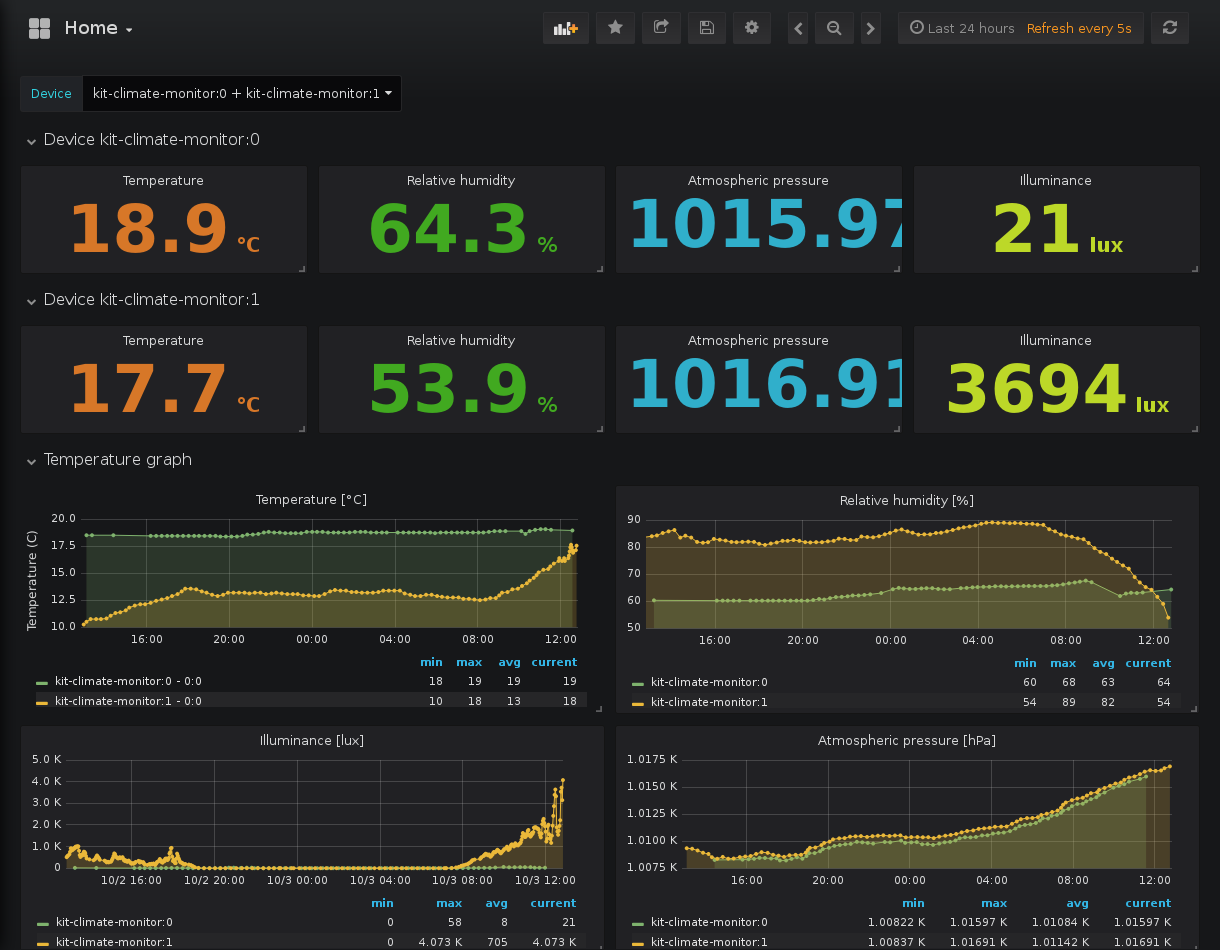 Home
Last 24 hours Refresh every 5s
Device kit-climate-monitor:0 + kit-climate-monitor:1
Device kit-climate-monitor:0
Temperature Relative humidity Atmospheric pressure Illuminance
18.9 °C 64.3 % 1015.97 21 lux
Device kit-climate-monitor:1
Temperature Relative humidity Atmospheric pressure Illuminance
17.7 °C 53.9 % 1016.91 3694 lux
Temperature graph
Temperature [°C]
Temperature (C)
20.0
17.5
15.0
12.5
10.0
16:00 20:00 00:00 04:00 08:00 12:00
min max avg current
kit-climate-monitor:0 - 0:0 18 19 19 19
kit-climate-monitor:1 - 0:0 10 18 13 18
Relative humidity [%]
90
80
70
60
50
16:00 20:00 00:00 04:00 08:00 12:00
min max avg current
kit-climate-monitor:0 60 68 63 64
kit-climate-monitor:1 54 89 82 54
Illuminance [lux]
5.0 K
4.0 K
3.0 K
2.0 K
1.0 K
0
10/2 16:00 10/2 20:00 10/3 00:00 10/3 04:00 10/3 08:00 10/3 12:00
min max avg current
kit-climate-monitor:0 0 58 8 21
kit-climate-monitor:1 0 4.073 K 705 4.073 K
Atmospheric pressure [hPa]
1.0175 K
1.0150 K
1.0125 K
1.0100 K
1.0075 K
16:00 20:00 00:00 04:00 08:00 12:00
min max avg current
kit-climate-monitor:0 1.00822 K 1.01597 K 1.01084 K 1.01597 K
kit-climate-monitor:1 1.00837 K 1.01691 K 1.01142 K 1.01691 K